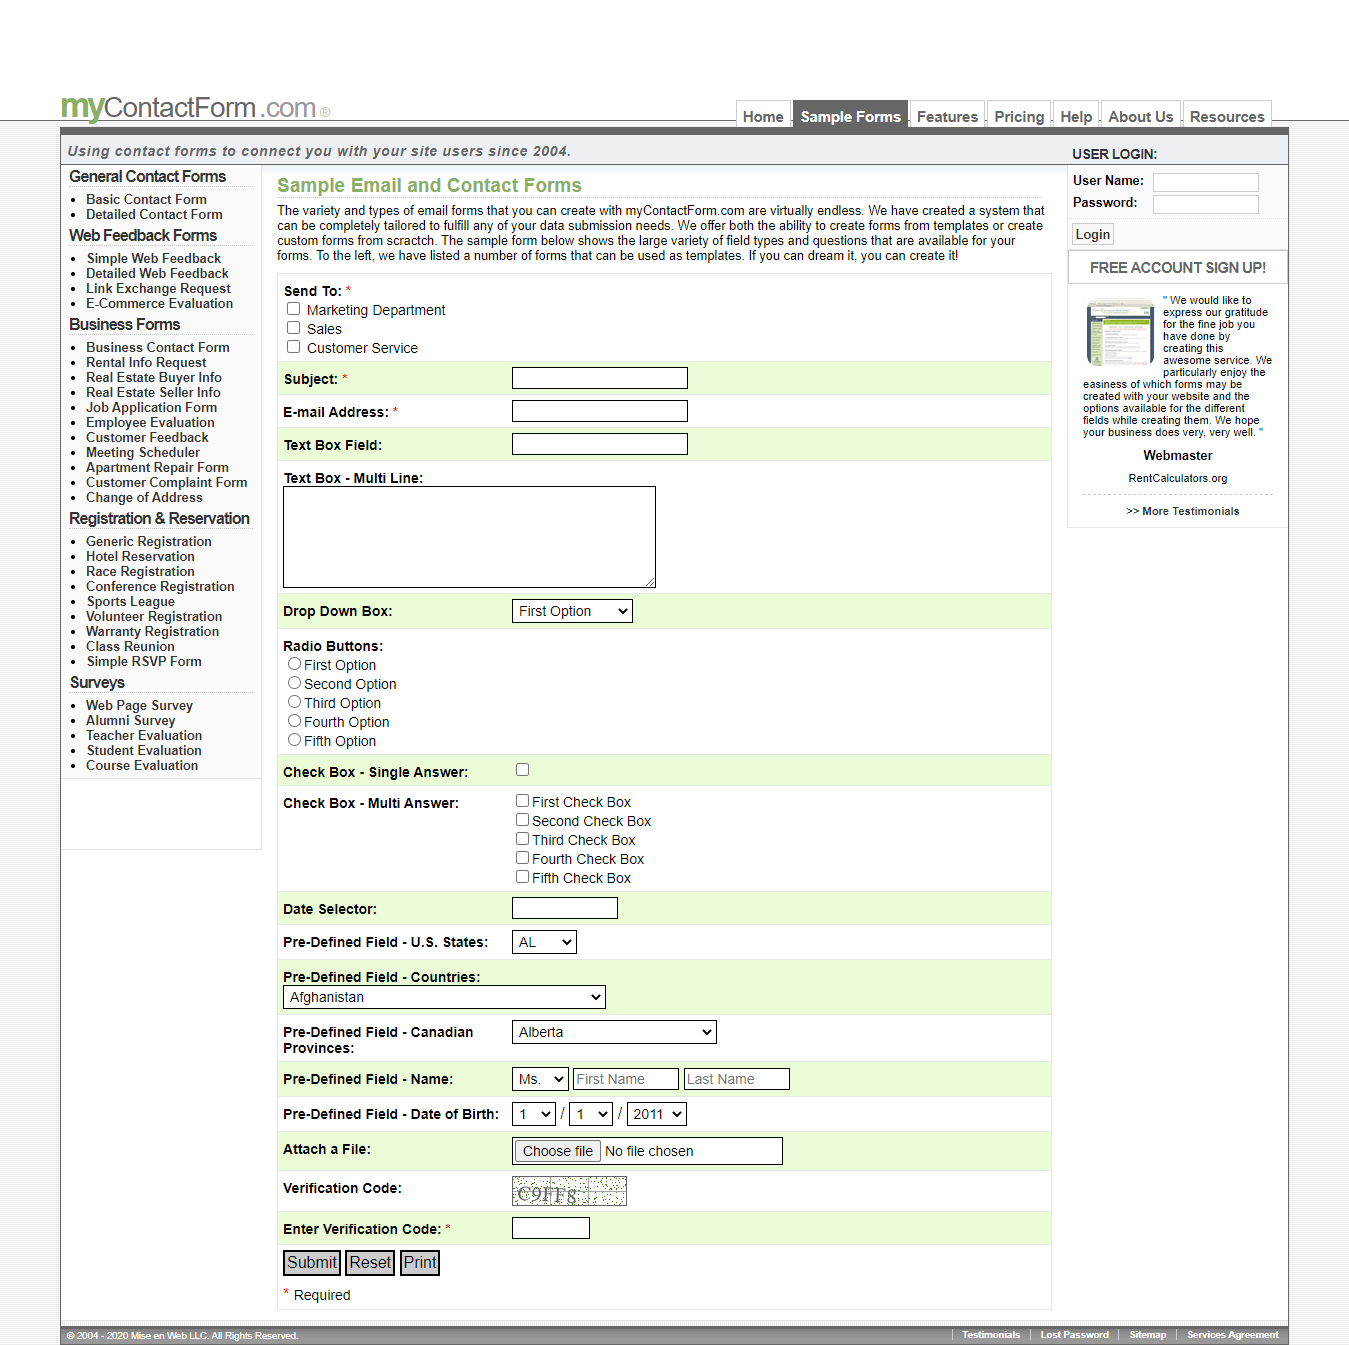 myContactForm.com ®
Home
Sample Forms
Features
Pricing
Help
About Us
Resources
Using contact forms to connect you with your site users since 2004.
USER LOGIN:
General Contact Forms
Basic Contact Form
Detailed Contact Form
Web Feedback Forms
Simple Web Feedback
Detailed Web Feedback
Link Exchange Request
E-Commerce Evaluation
Business Forms
Business Contact Form
Rental Info Request
Real Estate Buyer Info
Real Estate Seller Info
Job Application Form
Employee Evaluation
Customer Feedback
Meeting Scheduler
Apartment Repair Form
Customer Complaint Form
Change of Address
Registration & Reservation
Generic Registration
Hotel Reservation
Race Registration
Conference Registration
Sports League
Volunteer Registration
Warranty Registration
Class Reunion
Simple RSVP Form
Surveys
Web Page Survey
Alumni Survey
Teacher Evaluation
Student Evaluation
Course Evaluation
Sample Email and Contact Forms
The variety and types of email forms that you can create with myContactForm.com are virtually endless. We have created a system that
can be completely tailored to fulfill any of your data submission needs. We offer both the ability to create forms from templates or create
custom forms from scractch. The sample form below shows the large variety of field types and questions that are available for your
forms. To the left, we have listed a number of forms that can be used as templates. If you can dream it, you can create it!
Send To: *
Marketing Department
Sales
Customer Service
Subject: *
E-mail Address: *
Text Box Field:
Text Box - Multi Line:
Drop Down Box: First Option
Radio Buttons:
First Option
Second Option
Third Option
Fourth Option
Fifth Option
Check Box - Single Answer:
Check Box - Multi Answer:
First Check Box
Second Check Box
Third Check Box
Fourth Check Box
Fifth Check Box
Date Selector:
Pre-Defined Field - U.S. States: AL
Pre-Defined Field - Countries:
Afghanistan
Pre-Defined Field - Canadian
Provinces:
Alberta
Pre-Defined Field - Name: Ms. First Name Last Name
Pre-Defined Field - Date of Birth: 1 / 1 / 2011
Attach a File: Choose file No file chosen
Verification Code: C9FF8
Enter Verification Code: *
Submit Reset Print
* Required
User Name:
Password:
Login
FREE ACCOUNT SIGN UP!
" We would like to
express our gratitude
for the fine job you
have done by
creating this
awesome service. We
particularly enjoy the
easiness of which forms may be
created with your website and the
options available for the different
fields while creating them. We hope
your business does very, very well. "
Webmaster
RentCalculators.org
>> More Testimonials
© 2004 - 2020 Mise en Web LLC. All Rights Reserved.
Testimonials
Lost Password
Sitemap
Services Agreement